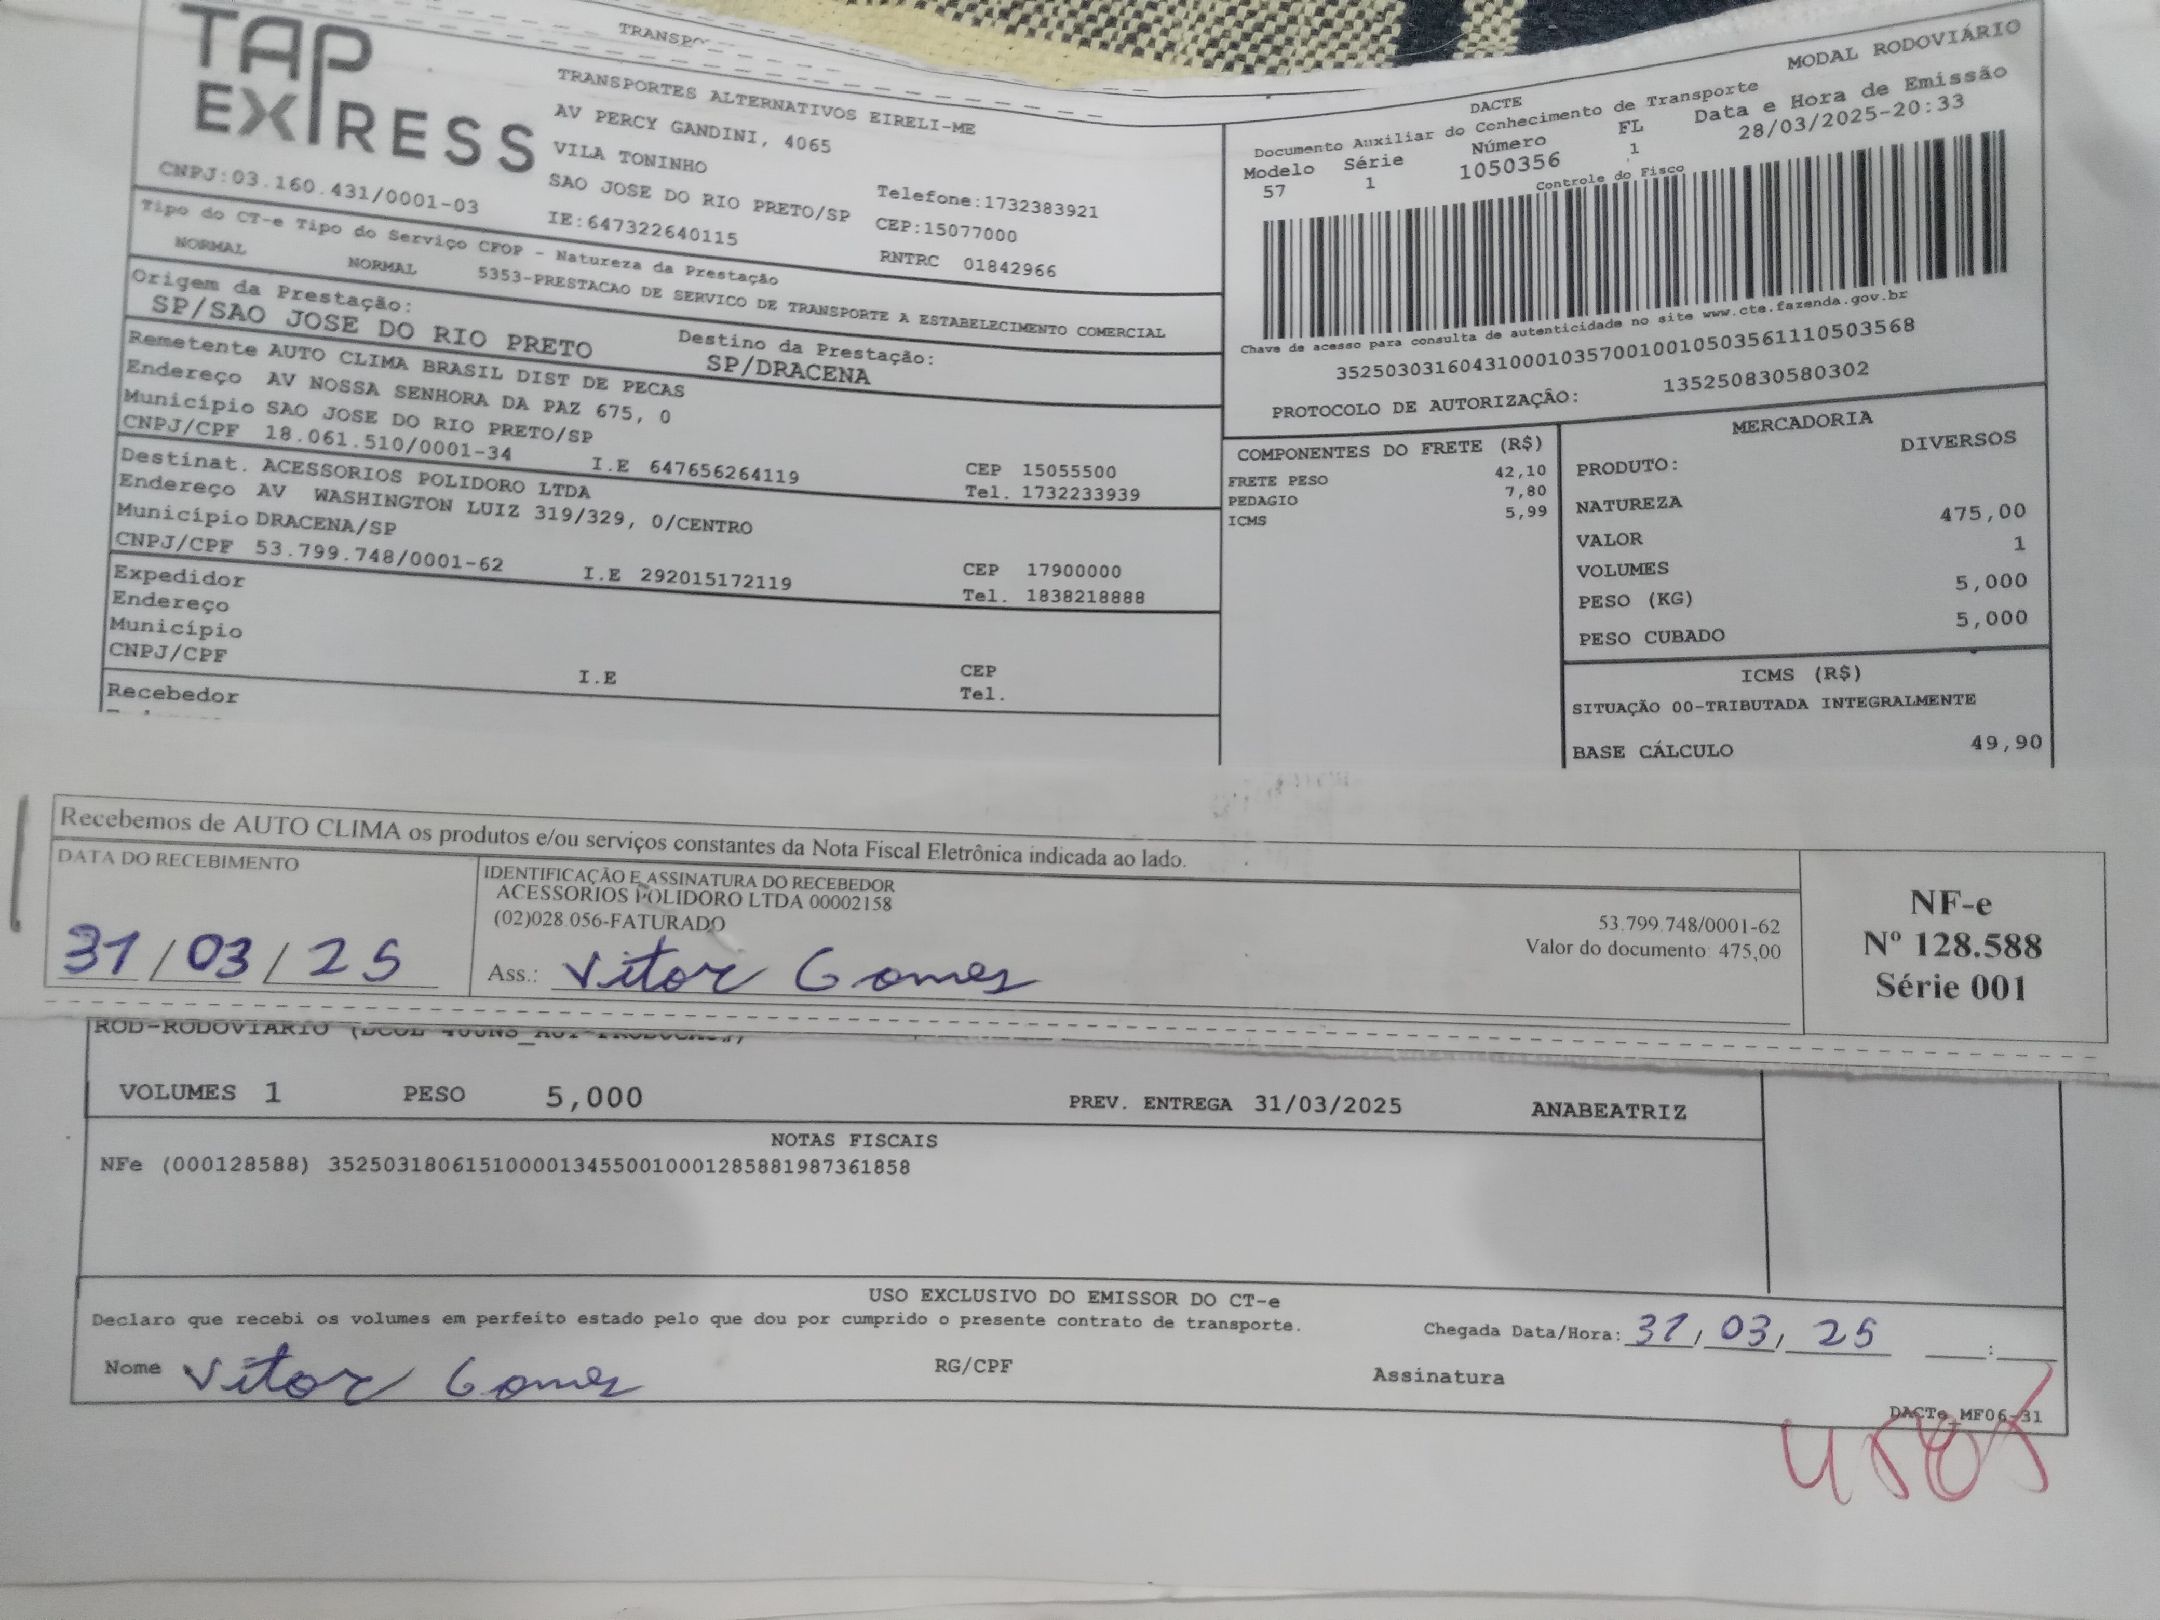 TRANSP
TAP
EXPRESS
TRANSPORTES ALTERNATIVOS EIRELI-ME
AV PERCY GANDINI, 4065
VILA TONINHO
SAO JOSE DO RIO PRETO/SP
Telefone:1732383921
CNPJ:03.160.431/0001-03
IE:647322640115
CEP:15077000
RNTRC 01842966
Tipo do CT-e Tipo do Serviço CFOP - Natureza da Prestação
NORMAL NORMAL 5353-PRESTACAO DE SERVICO DE TRANSPORTE A ESTABELECIMENTO COMERCIAL
Origem da Prestação:
SP/SAO JOSE DO RIO PRETO
Destino da Prestação:
SP/DRACENA
Remetente AUTO CLIMA BRASIL DIST DE PECAS
Endereço AV NOSSA SENHORA DA PAZ 675, 0
Município SAO JOSE DO RIO PRETO/SP
CEP 15055500
CNPJ/CPF 18.061.510/0001-34 I.E 647656264119 Tel. 1732233939
Destinat. ACESSORIOS POLIDORO LTDA
Endereço AV WASHINGTON LUIZ 319/329, 0/CENTRO
Município DRACENA/SP
CEP 17900000
CNPJ/CPF 53.799.748/0001-62 I.E 292015172119 Tel. 1838218888
Expedidor
Endereço
Município
CEP
CNPJ/CPF I.E Tel.
Recebedor
MODAL RODOVIÁRIO
DACTE
Documento Auxiliar do Conhecimento de Transporte
Modelo Série Número FL Data e Hora de Emissão
57 1 1050356 1 28/03/2025-20:33
Controle do Fisco
Chave de acesso para consulta de autenticidade no site www.cte.fazenda.gov.br
35250303160431000103570010010503561110503568
PROTOCOLO DE AUTORIZAÇÃO: 135250830580302
COMPONENTES DO FRETE (R$)
FRETE PESO 42,10
PEDAGIO 7,80
ICMS 5,99
MERCADORIA
PRODUTO: DIVERSOS
NATUREZA
VALOR 475,00
VOLUMES 1
PESO (KG) 5,000
PESO CUBADO 5,000
ICMS (R$)
SITUAÇÃO 00-TRIBUTADA INTEGRALMENTE
BASE CÁLCULO 49,90
Recebemos de AUTO CLIMA os produtos e/ou serviços constantes da Nota Fiscal Eletrônica indicada ao lado.
DATA DO RECEBIMENTO
31/03/25
IDENTIFICAÇÃO E ASSINATURA DO RECEBEDOR
ACESSORIOS POLIDORO LTDA 00002158
(02)028.056-FATURADO
53.799.748/0001-62
Valor do documento: 475,00
Ass.: Vitor Gomes
NF-e
Nº 128.588
Série 001
ROD-RODOVIARIO
VOLUMES 1 PESO 5,000 PREV. ENTREGA 31/03/2025 ANABEATRIZ
NOTAS FISCAIS
NFe (000128588) 35250318061510000134550010001285881987361858
USO EXCLUSIVO DO EMISSOR DO CT-e
Declaro que recebi os volumes em perfeito estado pelo que dou por cumprido o presente contrato de transporte.
Chegada Data/Hora: 31/03/25 __:__
Nome Vitor Gomes RG/CPF Assinatura
DACTe_MF06-31